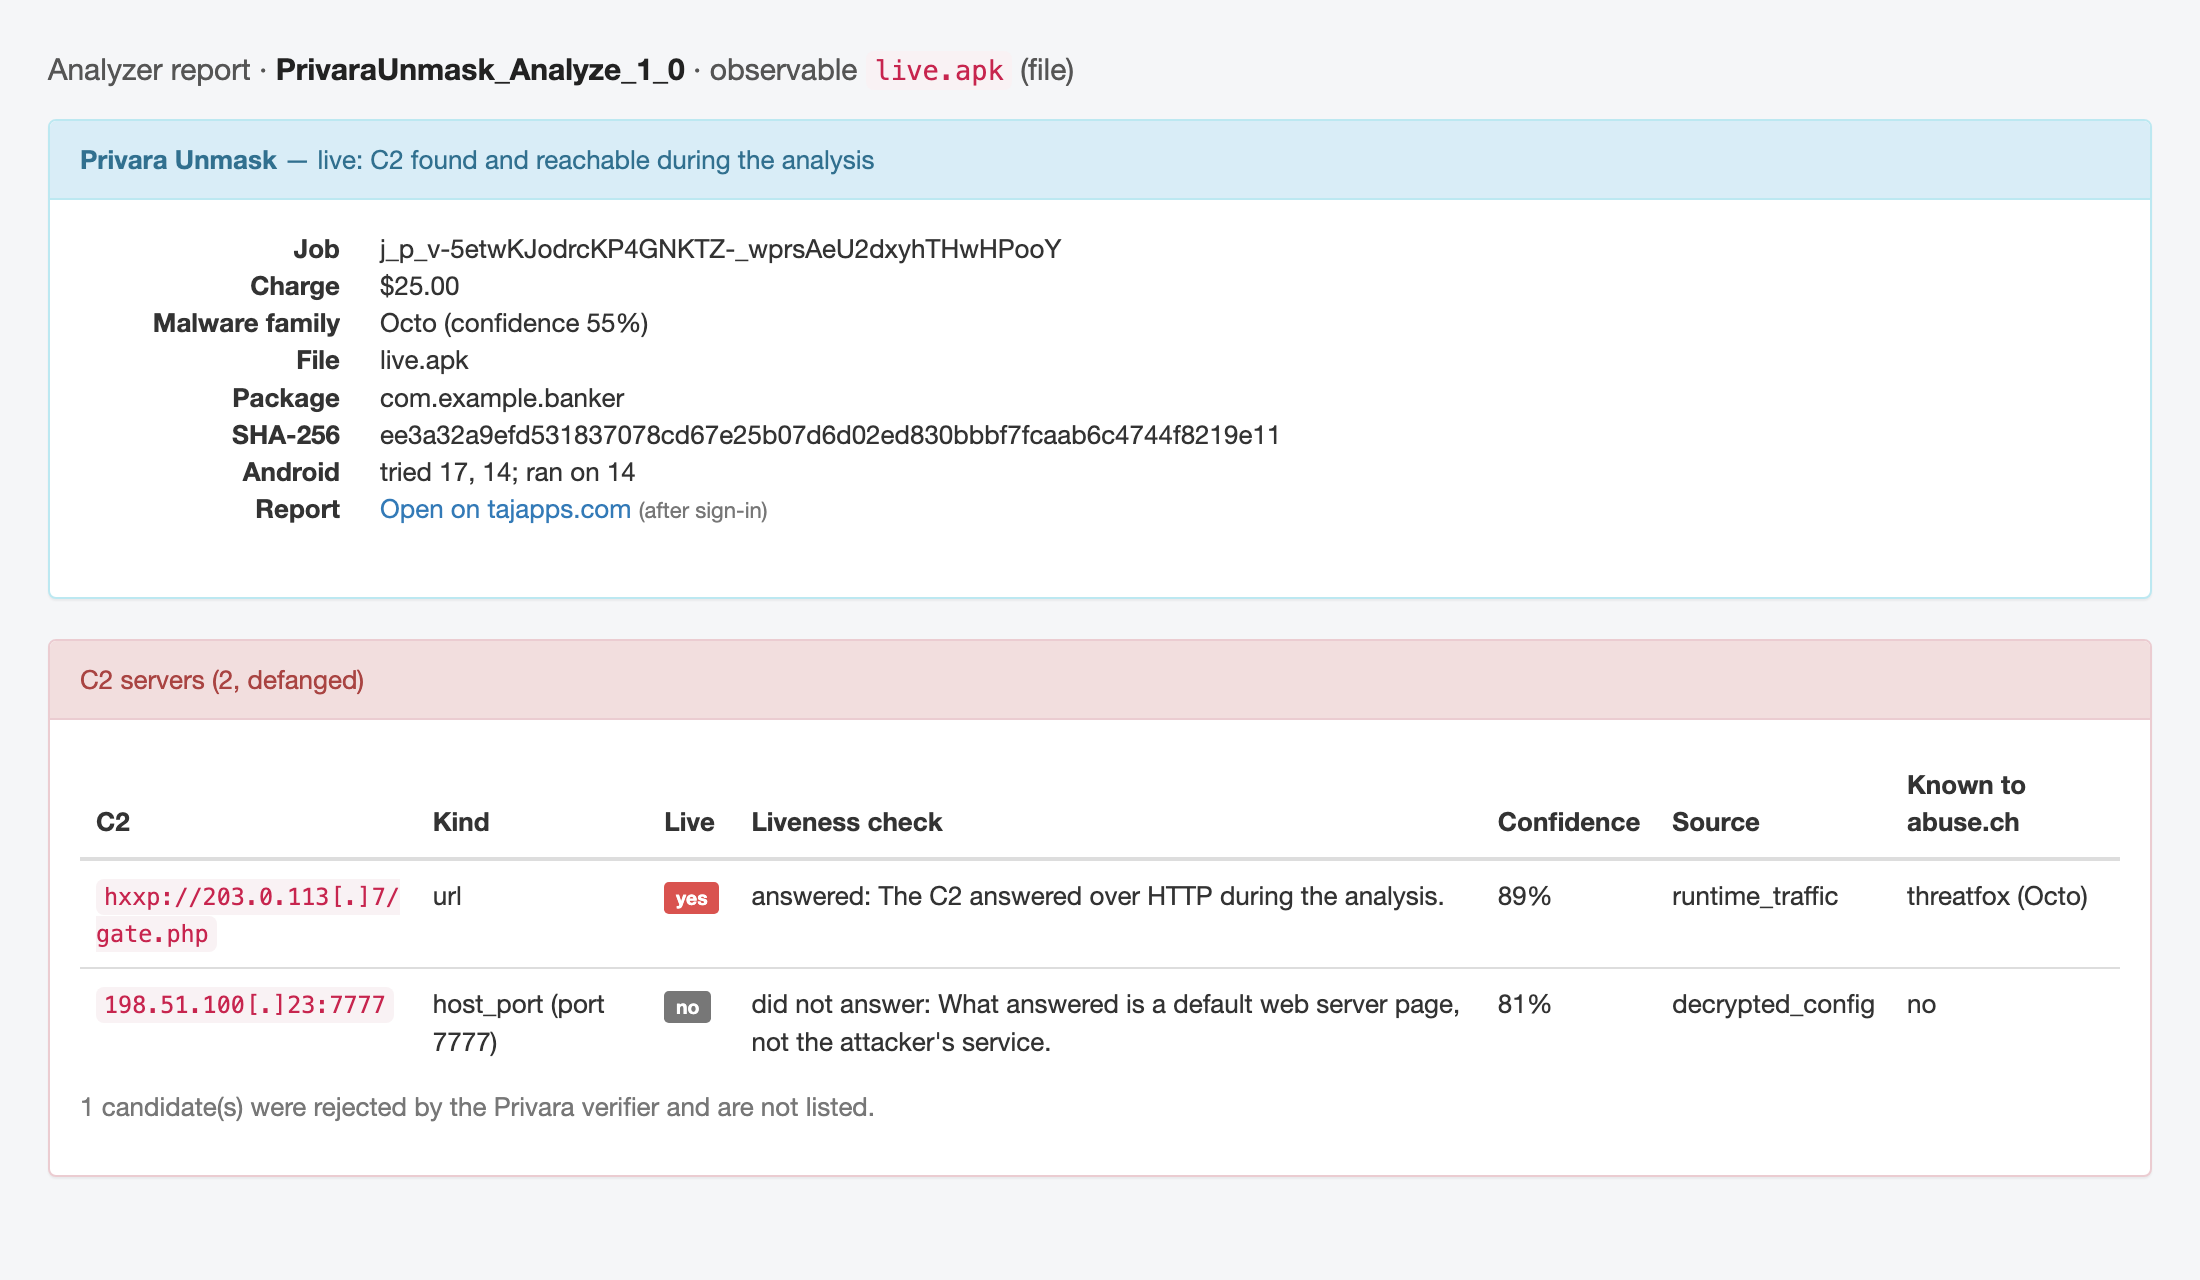 Analyzer report · PrivaraUnmask_Analyze_1_0 · observable live.apk (file)
Privara Unmask — live: C2 found and reachable during the analysis
Job j_p_v-5etwKJodrcKP4GNKTZ-_wprsAeU2dxyhTHwHPooY
Charge $25.00
Malware family Octo (confidence 55%)
File live.apk
Package com.example.banker
SHA-256 ee3a32a9efd531837078cd67e25b07d6d02ed830bbbf7fcaab6c4744f8219e11
Android tried 17, 14; ran on 14
Report Open on tajapps.com (after sign-in)
C2 servers (2, defanged)
Known to
C2 Kind Live Liveness check Confidence Source abuse.ch
hxxp://203.0.113[.]7/ url yes answered: The C2 answered over HTTP during the analysis. 89% runtime_traffic threatfox (Octo)
gate.php
198.51.100[.]23:7777 host_port (port no did not answer: What answered is a default web server page, 81% decrypted_config no
7777) not the attacker's service.
1 candidate(s) were rejected by the Privara verifier and are not listed.